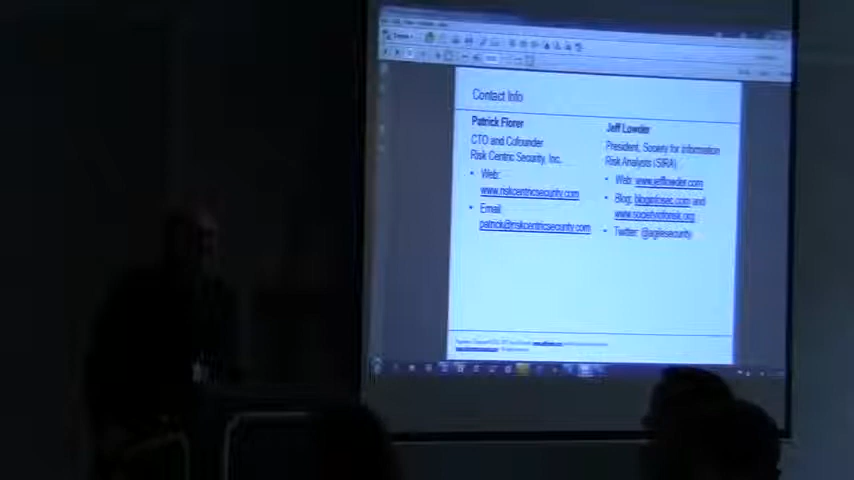 Contact Info
Patrick Florer
CTO and Cofounder
Risk Centric Security, Inc.
• Web:
www.riskcentricsecurity.com
• Email:
patrick@riskcentricsecurity.com
Jeff Lowder
President, Society for Information
Risk Analysts (SIRA)
• Web: www.jefflowder.com
• Blog: bloginfosec.com and
www.societyinforisk.org
• Twitter: @agilesecurity